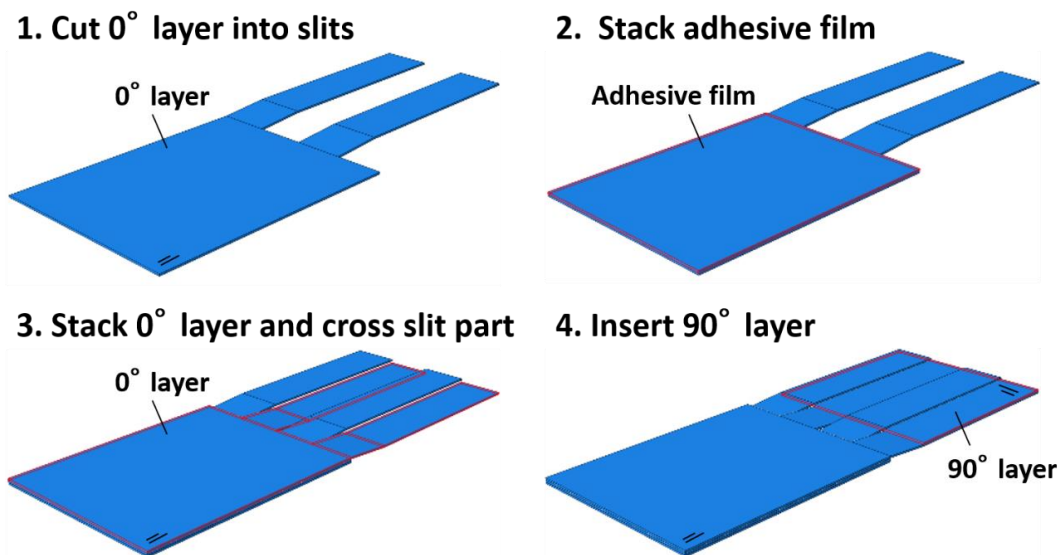 1. Cut 0° layer into slits
0° layer
2. Stack adhesive film
Adhesive film
3. Stack 0° layer and cross slit part
0° layer
4. Insert 90° layer
90° layer